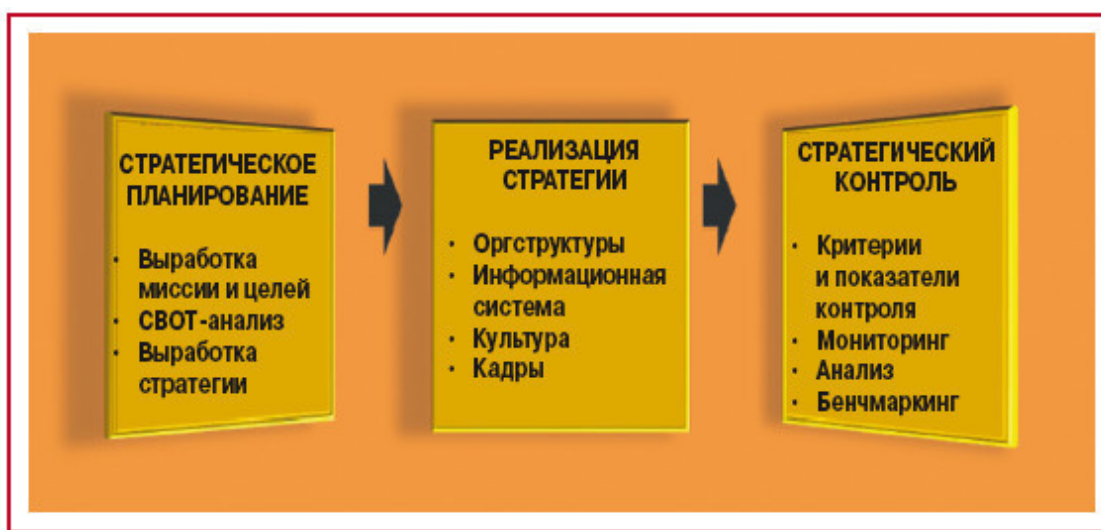 СТРАТЕГИЧЕСКОЕ
ПЛАНИРОВАНИЕ
· Выработка
миссии и целей
· СВОТ-анализ
· Выработка
стратегии
РЕАЛИЗАЦИЯ
СТРАТЕГИИ
· Оргструктуры
· Информационная
система
· Культура
· Кадры
СТРАТЕГИЧЕСКИЙ
КОНТРОЛЬ
· Критерии
и показатели
контроля
· Мониторинг
· Анализ
· Бенчмаркинг